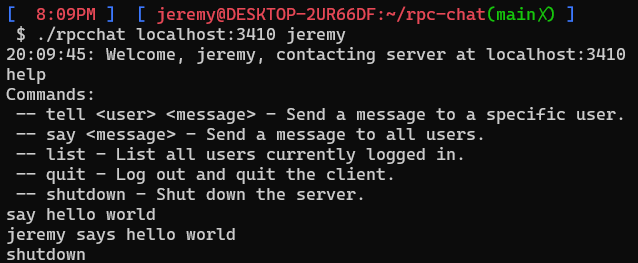 [  8:09PM ]  [ jeremy@DESKTOP-2UR66DF:~/rpc-chat(main✗) ]
 $ ./rpcchat localhost:3410 jeremy
20:09:45: Welcome, jeremy, contacting server at localhost:3410
help
Commands:
 -- tell <user> <message> - Send a message to a specific user.
 -- say <message> - Send a message to all users.
 -- list - List all users currently logged in.
 -- quit - Log out and quit the client.
 -- shutdown - Shut down the server.
say hello world
jeremy says hello world
shutdown